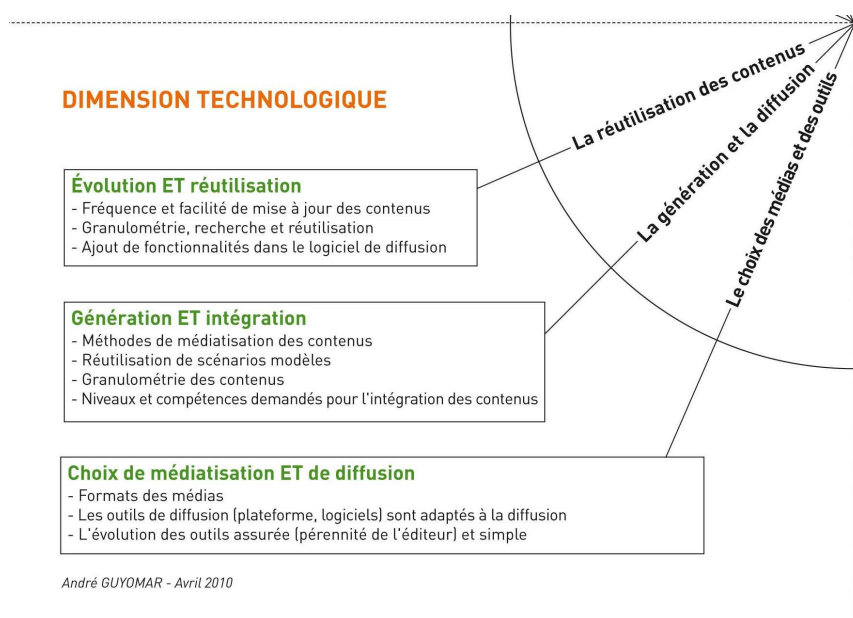 DIMENSION TECHNOLOGIQUE
La réutilisation des contenus
La génération et la diffusion
Le choix des médias et des outils
Évolution ET réutilisation
- Fréquence et facilité de mise à jour des contenus
- Granulométrie, recherche et réutilisation
- Ajout de fonctionnalités dans le logiciel de diffusion
Génération ET intégration
- Méthodes de médiatisation des contenus
- Réutilisation de scénarios modèles
- Granulométrie des contenus
- Niveaux et compétences demandés pour l'intégration des contenus
Choix de médiatisation ET de diffusion
- Formats des médias
- Les outils de diffusion (plateforme, logiciels) sont adaptés à la diffusion
- L'évolution des outils assurée (pérennité de l'éditeur) et simple
André GUYOMAR - Avril 2010